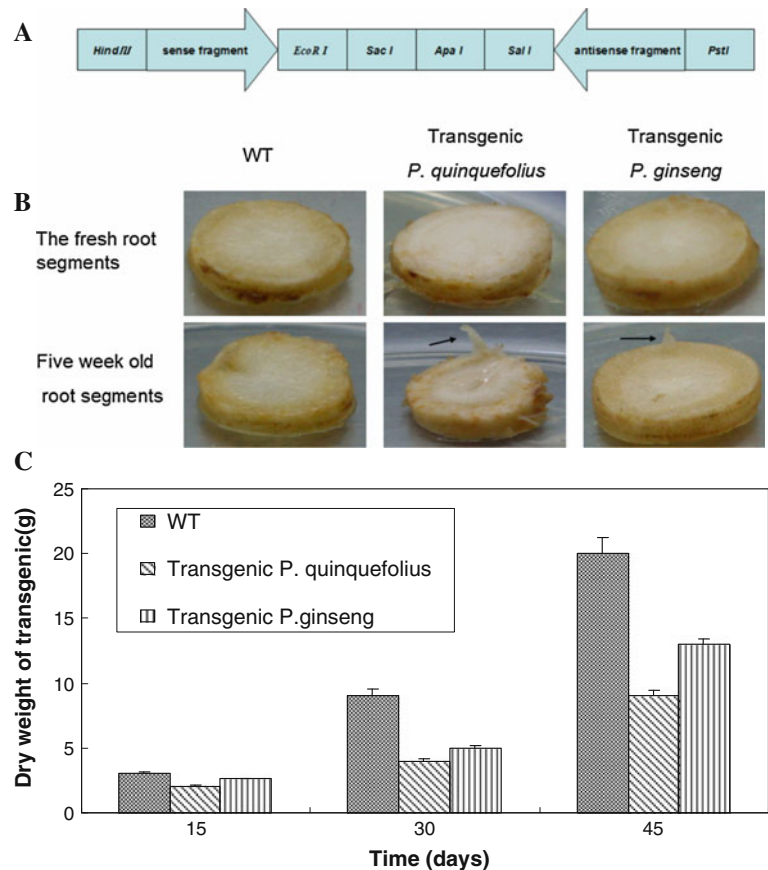 A
HindIII sense fragment EcoR I Sac I Apa I Sal I antisense fragment PstI
WT
Transgenic
P. quinquefolius
Transgenic
P. ginseng
B
The fresh root
segments
Five week old
root segments
C
Dry weight of transgenic(g)
25
20
15
10
5
0
WT
Transgenic P. quinquefolius
Transgenic P.ginseng
15 30 45
Time (days)